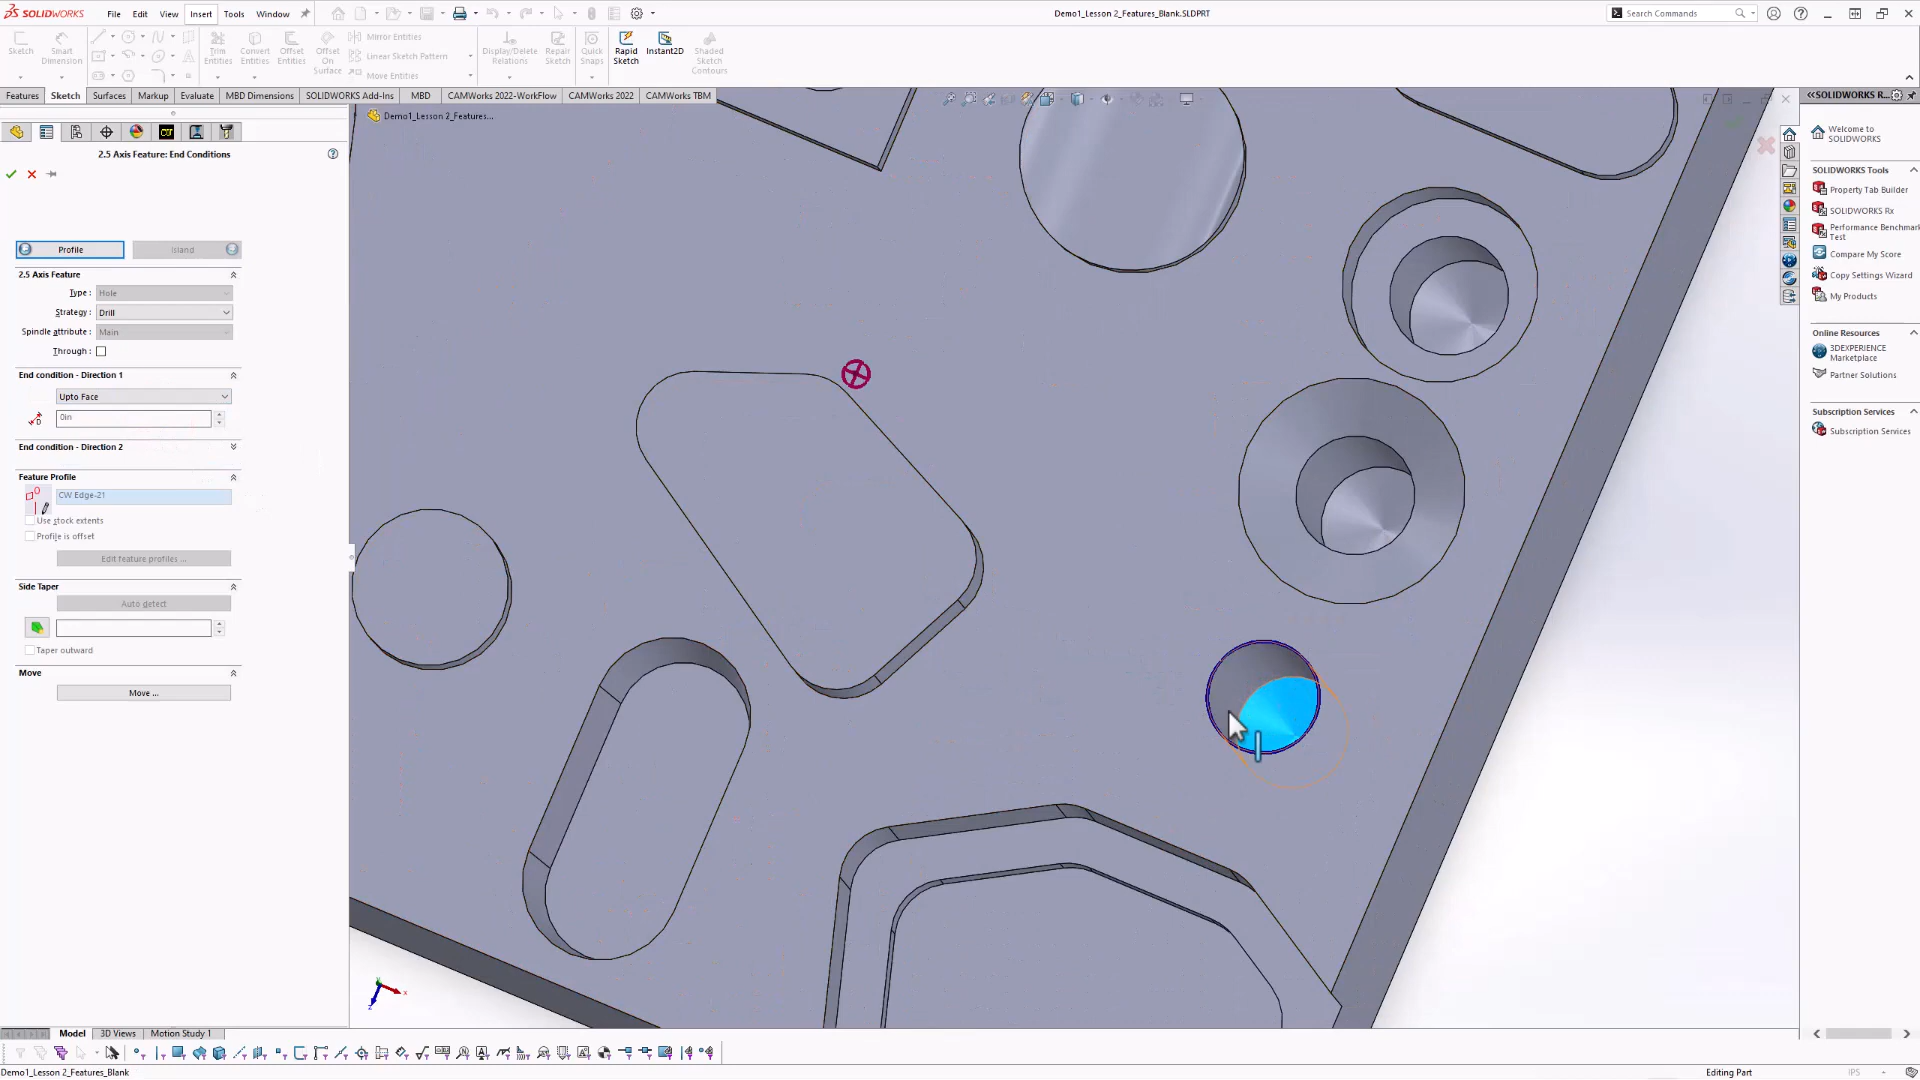 SOLIDWORKS
File Edit View Insert Tools Window
Demo1_Lesson 2_Features_Blank.SLDPRT
Search Commands
Sketch
Smart Dimension
Trim Entities
Convert Entities
Offset Entities
Offset On Surface
Mirror Entities
Linear Sketch Pattern
Move Entities
Display/Delete Relations
Repair Sketch
Quick Snaps
Rapid Sketch
Instant2D
Shaded Sketch Contours
Features Sketch Surfaces Markup Evaluate MBD Dimensions SOLIDWORKS Add-Ins MBD CAMWorks 2022-WorkFlow CAMWorks 2022 CAMWorks TBM
Demo1_Lesson 2_Features...
2.5 Axis Feature: End Conditions
Profile
Island
2.5 Axis Feature
Type : Hole
Strategy : Drill
Spindle attribute : Main
Through :
End condition - Direction 1
Upto Face
0in
End condition - Direction 2
Feature Profile
CW Edge-21
Use stock extents
Profile is offset
Edit feature profiles ...
Side Taper
Auto detect
Taper outward
Move
Move ...
SOLIDWORKS R...
Welcome to
SOLIDWORKS
SOLIDWORKS Tools
Property Tab Builder
SOLIDWORKS Rx
Performance Benchmark
Test
Compare My Score
Copy Settings Wizard
My Products
Online Resources
3DEXPERIENCE
Marketplace
Partner Solutions
Subscription Services
Subscription Services
Model 3D Views Motion Study 1
Demo1_Lesson 2_Features_Blank
Editing Part
IPS